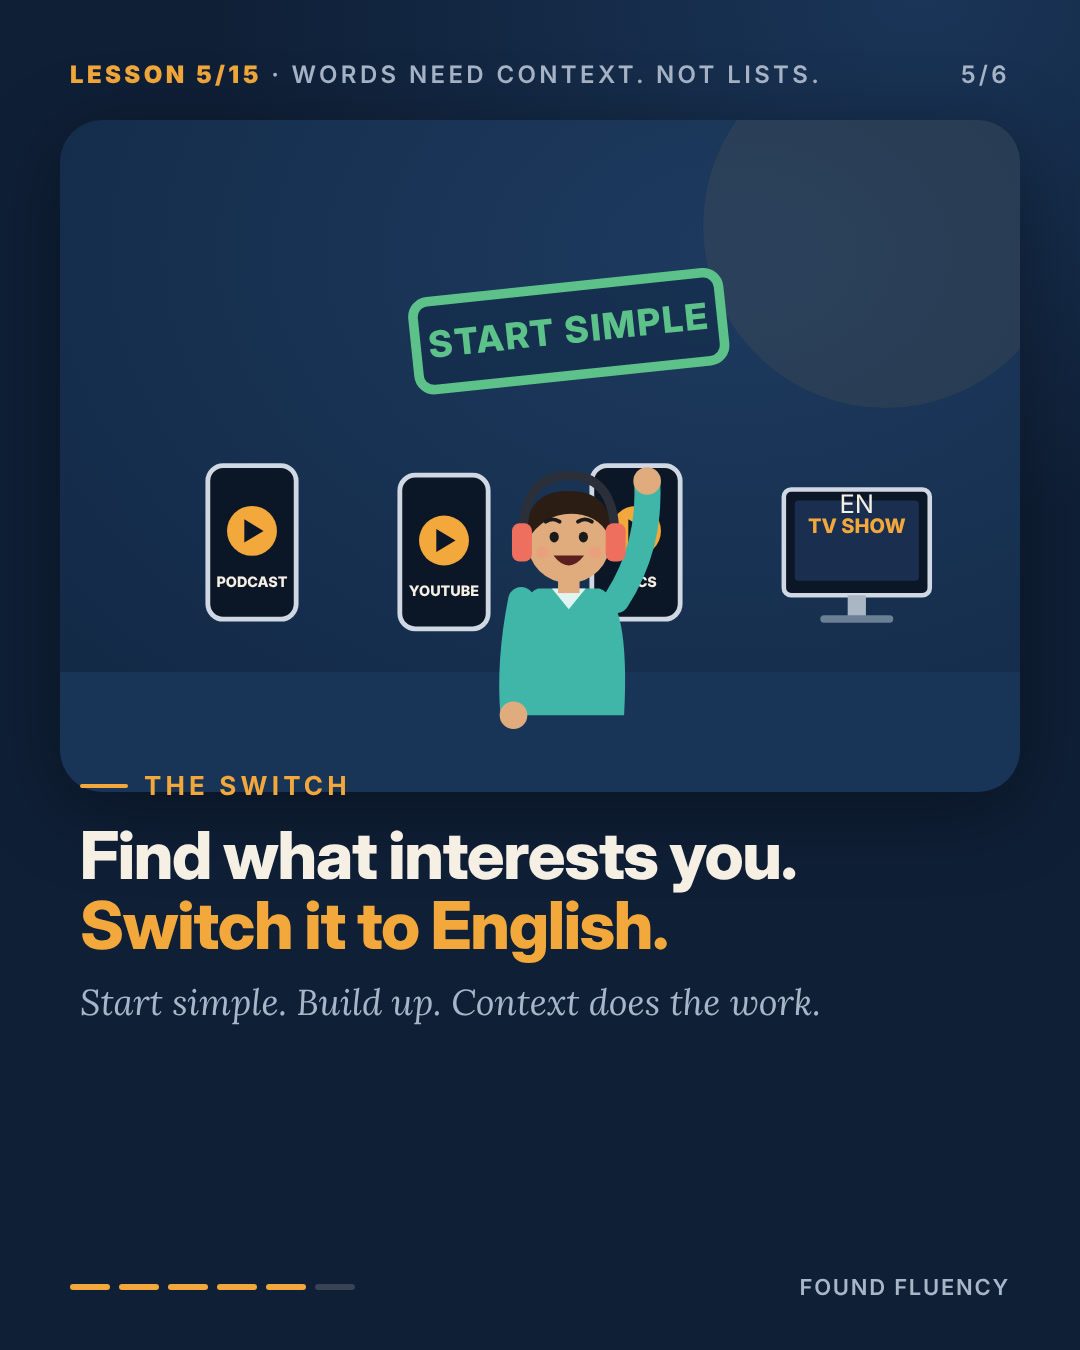 LESSON 5/15 · WORDS NEED CONTEXT. NOT LISTS.
5/6
START SIMPLE
PODCAST
YOUTUBE
CS
EN
TV SHOW
THE SWITCH
Find what interests you.
Switch it to English.
Start simple. Build up. Context does the work.
FOUND FLUENCY